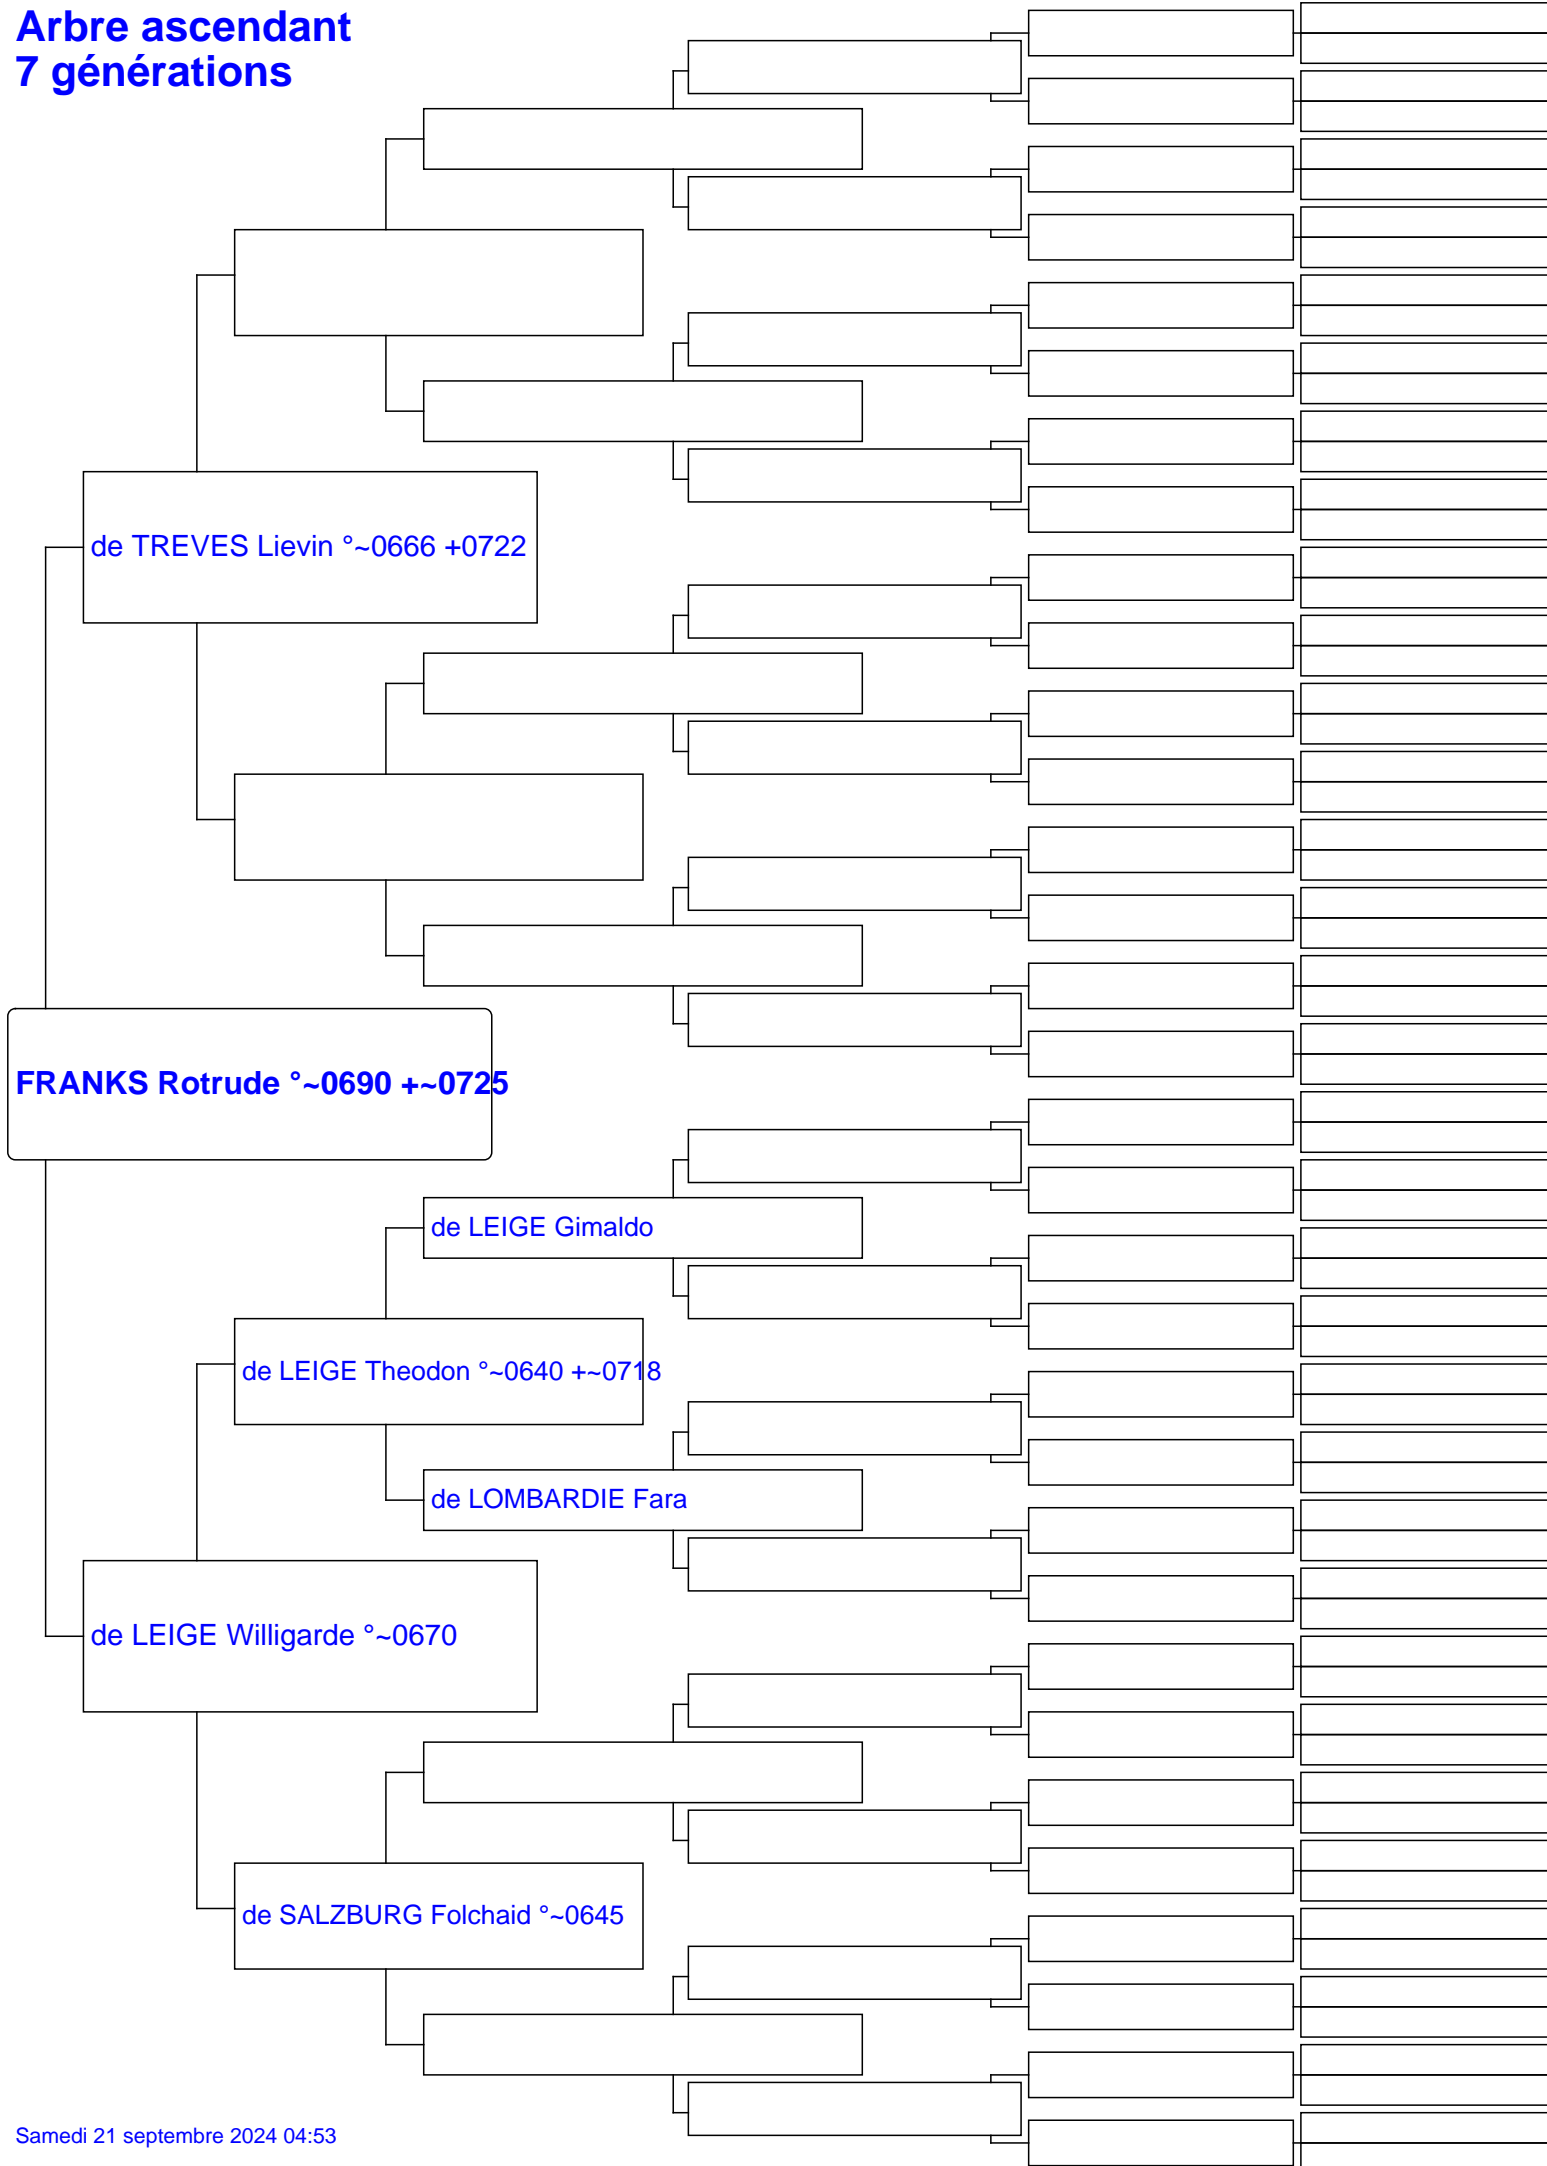 Arbre ascendant
7 générations
de TREVES Lievin °~0666 +0722
FRANKS Rotrude °~0690 +~0725
de LEIGE Gimaldo
de LEIGE Theodon °~0640 +~0718
de LOMBARDIE Fara
de LEIGE Willigarde °~0670
de SALZBURG Folchaid °~0645
Samedi 21 septembre 2024 04:53